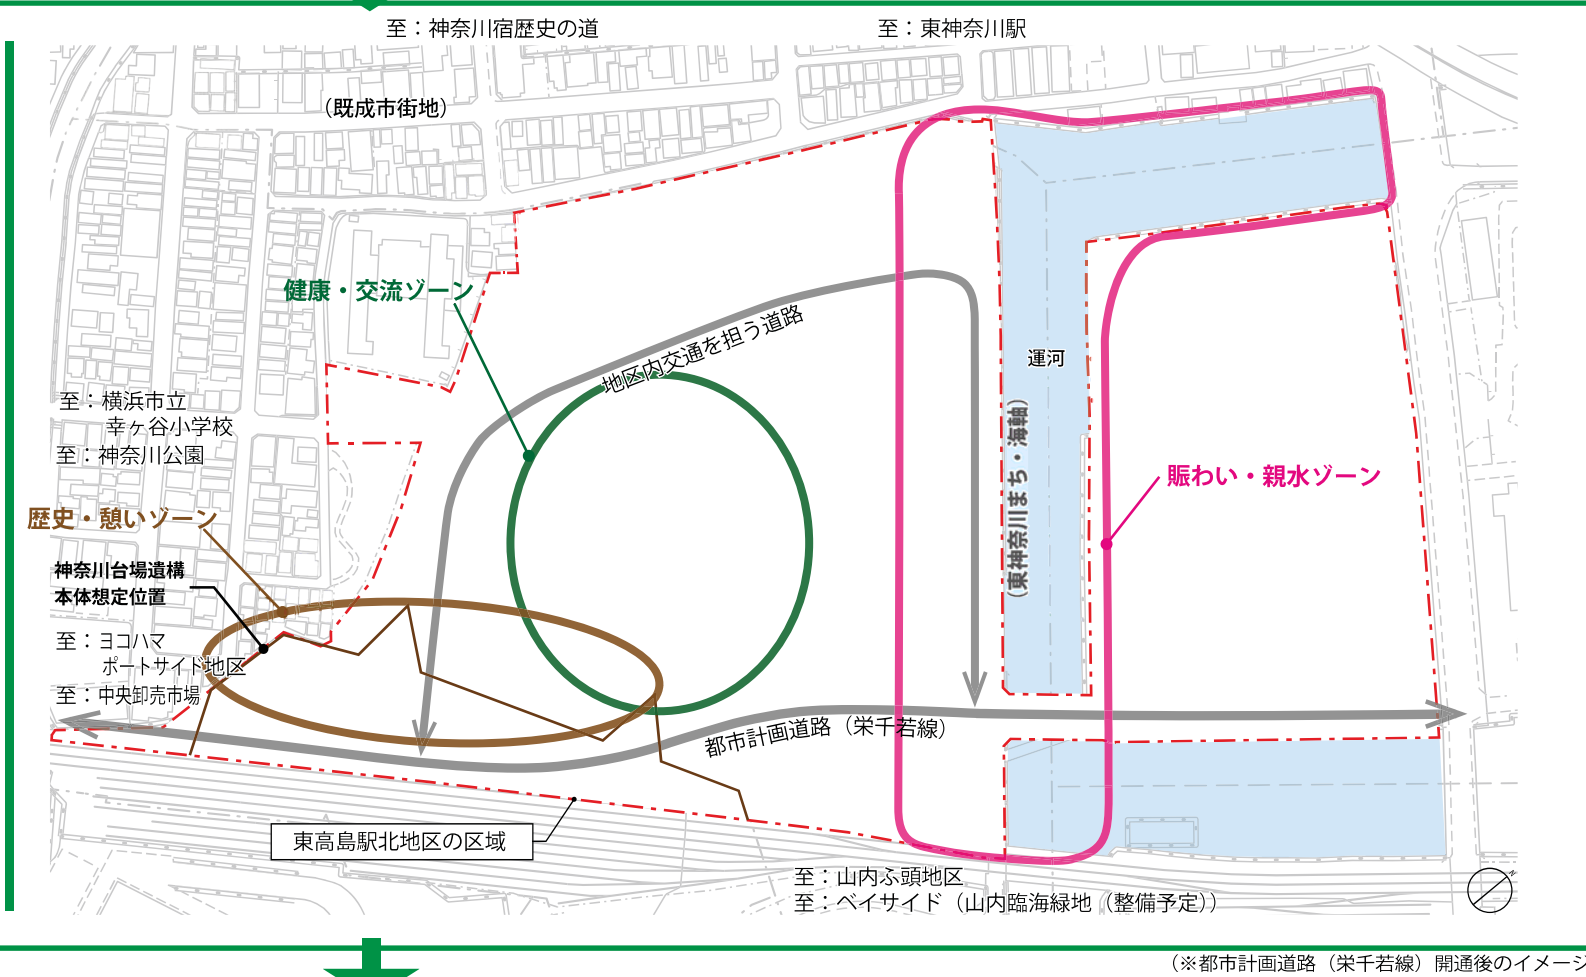 至：神奈川宿歴史の道
至：東神奈川駅
（既成市街地）
健康・交流ゾーン
地区内交通を担う道路
運河
至：横浜市立
幸ヶ谷小学校
至：神奈川公園
（東神奈川まち・海軸）
賑わい・親水ゾーン
歴史・憩いゾーン
神奈川台場遺構
本体想定位置
至：ヨコハマ
ポートサイド地区
至：中央卸売市場
都市計画道路（栄千若線）
東高島駅北地区の区域
至：山内ふ頭地区
至：ベイサイド（山内臨海緑地（整備予定））
N
（※都市計画道路（栄千若線）開通後のイメージ